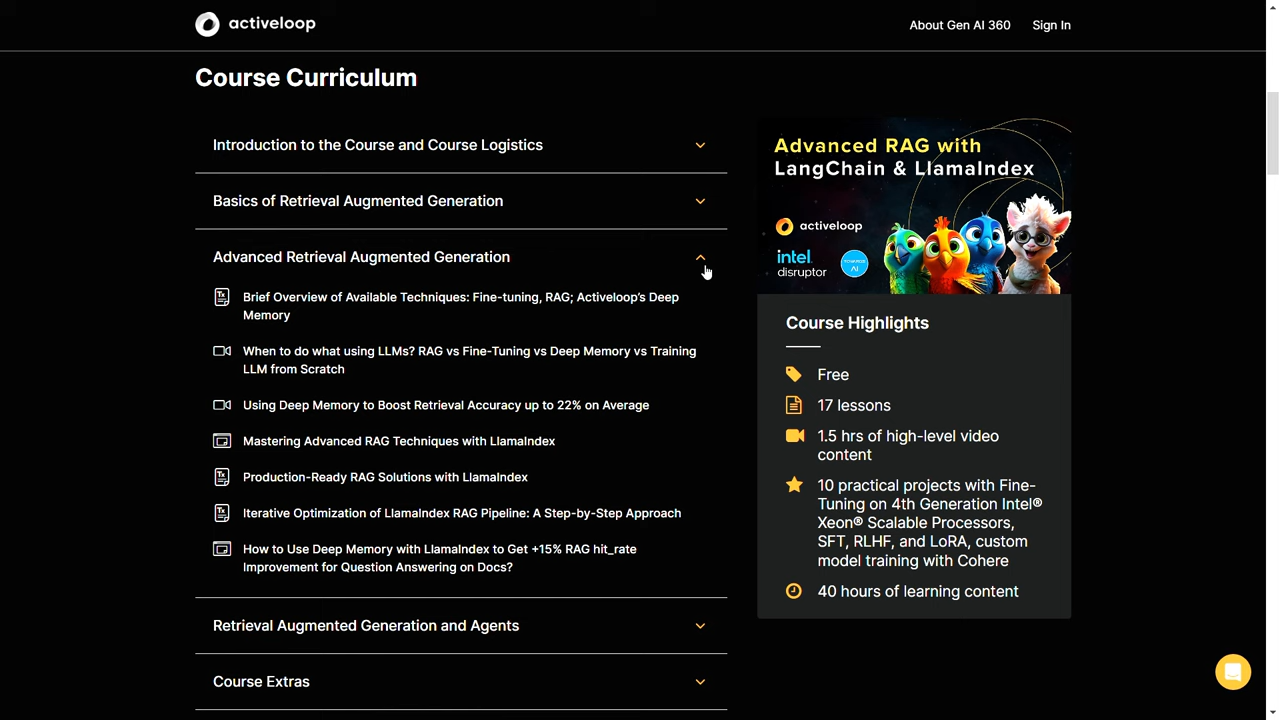 activeloop
About Gen AI 360
Sign In
Course Curriculum
Introduction to the Course and Course Logistics
Basics of Retrieval Augmented Generation
Advanced Retrieval Augmented Generation
Brief Overview of Available Techniques: Fine-tuning, RAG; Activeloop’s Deep
Memory
When to do what using LLMs? RAG vs Fine-Tuning vs Deep Memory vs Training
LLM from Scratch
Using Deep Memory to Boost Retrieval Accuracy up to 22% on Average
Mastering Advanced RAG Techniques with LlamaIndex
Production-Ready RAG Solutions with LlamaIndex
Iterative Optimization of LlamaIndex RAG Pipeline: A Step-by-Step Approach
How to Use Deep Memory with LlamaIndex to Get +15% RAG hit_rate
Improvement for Question Answering on Docs?
Retrieval Augmented Generation and Agents
Course Extras
Advanced RAG with
LangChain & LlamaIndex
activeloop
intel
disruptor
AI
Course Highlights
Free
17 lessons
1.5 hrs of high-level video
content
10 practical projects with Fine-
Tuning on 4th Generation Intel®
Xeon® Scalable Processors,
SFT, RLHF, and LoRA, custom
model training with Cohere
40 hours of learning content